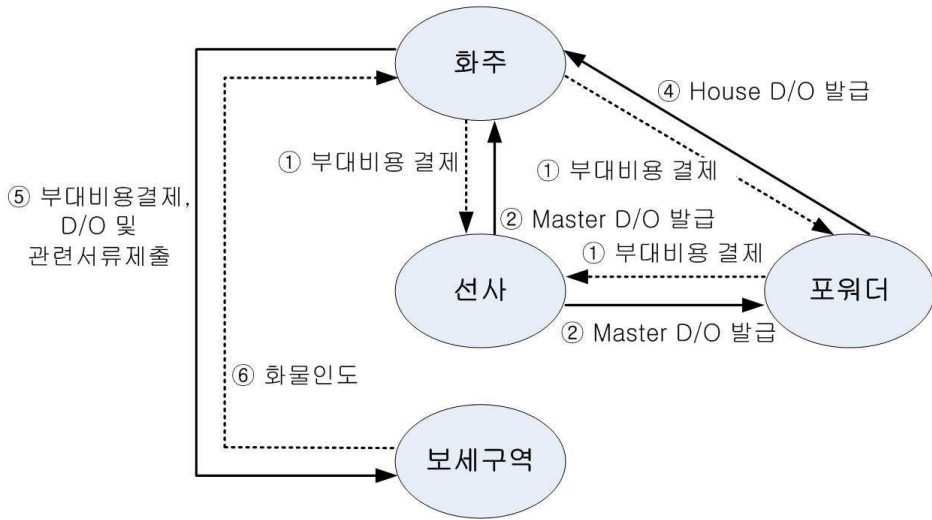 화주
④ House D/O 발급
① 부대비용 결제
① 부대비용 결제
⑤ 부대비용결제,
D/O 및
관련서류제출
② Master D/O 발급
① 부대비용 결제
선사
포워더
② Master D/O 발급
⑥ 화물인도
보세구역